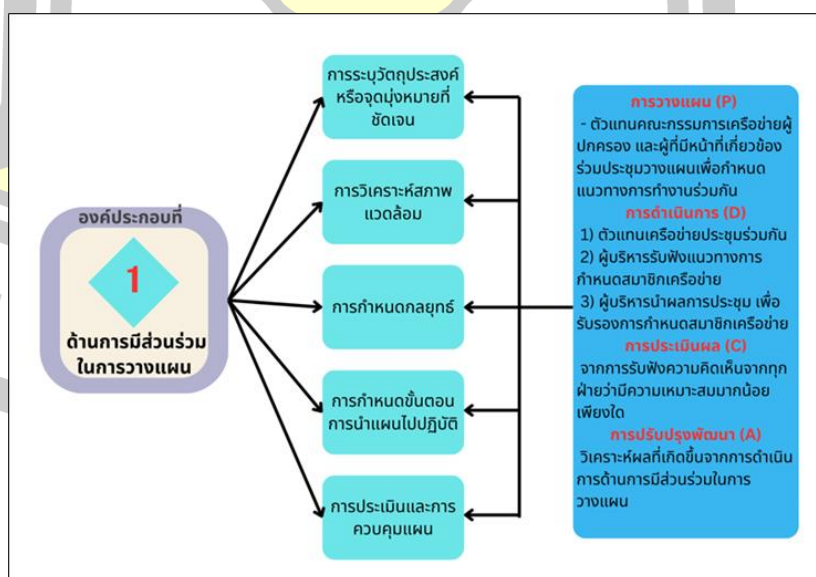 องค์ประกอบที่
1
ด้านการมีส่วนร่วม
ในการวางแผน
การระบุวัตถุประสงค์
หรือจุดมุ่งหมายที่
ชัดเจน
การวิเคราะห์สภาพ
แวดล้อม
การกำหนดกลยุทธ์
การกำหนดขั้นตอน
การนำแผนไปปฏิบัติ
การประเมินและการ
ควบคุมแผน
การวางแผน (P)
- ตัวแทนคณะกรรมการเครือข่ายผู้
ปกครอง และผู้ที่มีหน้าที่เกี่ยวข้อง
ร่วมประชุมวางแผนเพื่อกำหนด
แนวทางการทำงานร่วมกัน
การดำเนินการ (D)
1) ตัวแทนเครือข่ายประชุมร่วมกัน
2) ผู้บริหารรับฟังแนวทางการ
กำหนดสมาชิกเครือข่าย
3) ผู้บริหารนำผลการประชุม เพื่อ
รับรองการกำหนดสมาชิกเครือข่าย
การประเมินผล (C)
จากการรับฟังความคิดเห็นจากทุก
ฝ่ายว่ามีความเหมาะสมมากน้อย
เพียงใด
การปรับปรุงพัฒนา (A)
วิเคราะห์ผลที่เกิดขึ้นจากการดำเนิน
การด้านการมีส่วนร่วมในการ
วางแผน